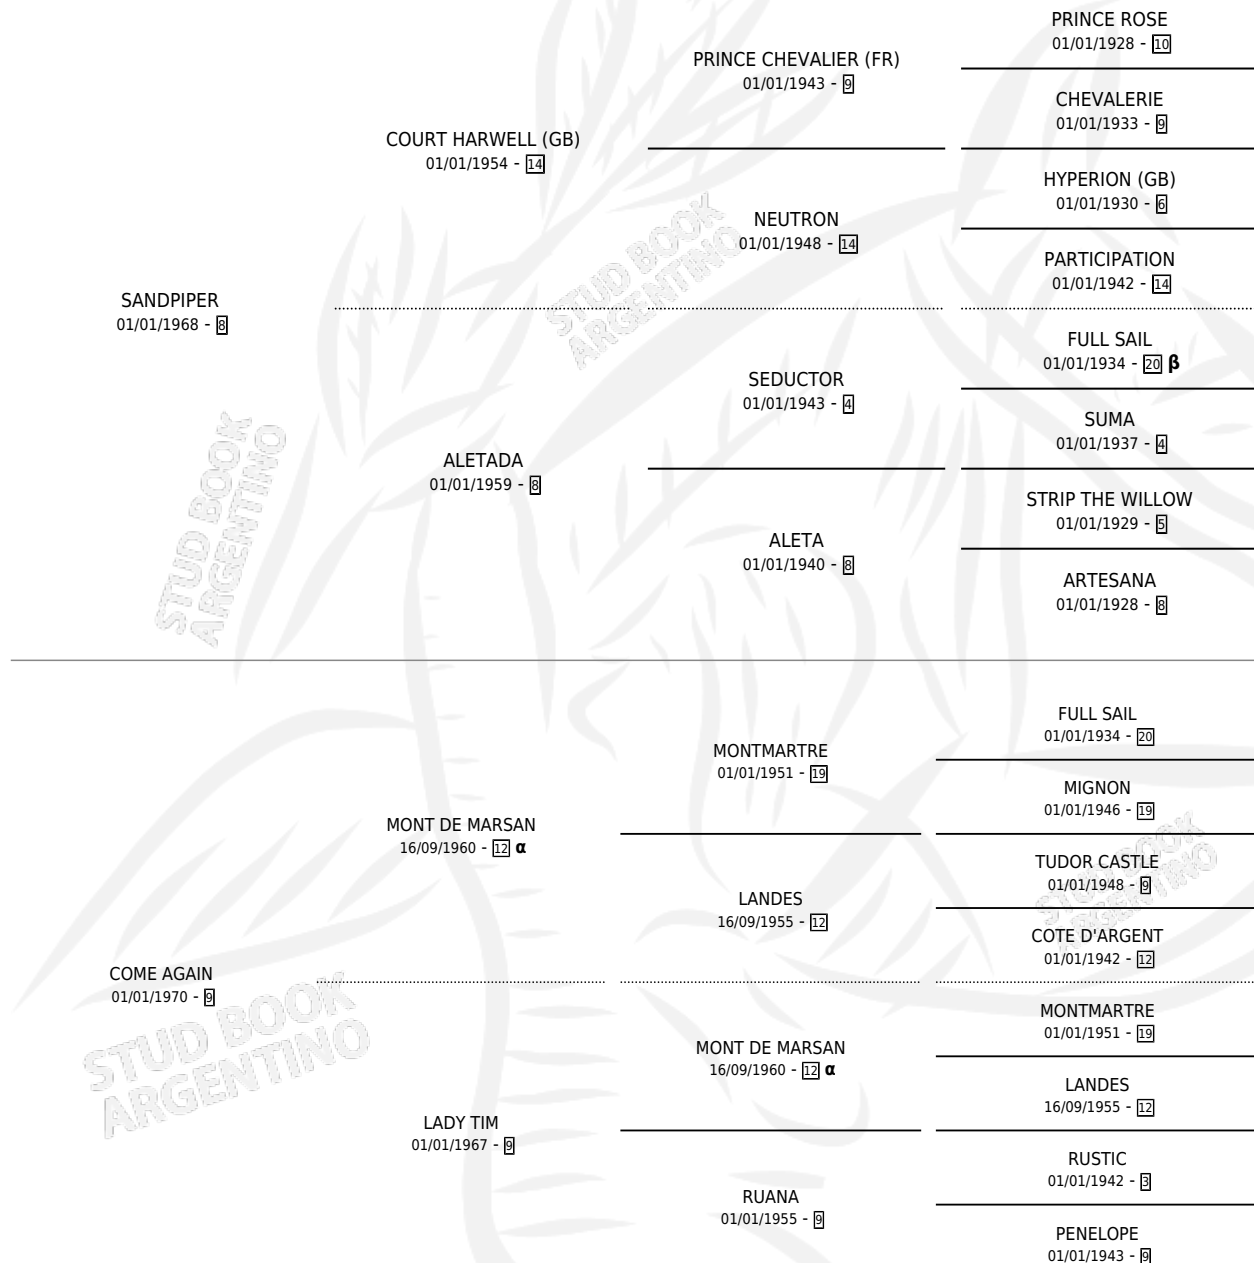 PRINCE ROSE
01/01/1928 - 10
PRINCE CHEVALIER (FR)
01/01/1943 - 9
CHEVALERIE
01/01/1933 - 9
COURT HARWELL (GB)
01/01/1954 - 14
HYPERION (GB)
01/01/1930 - 6
NEUTRON
01/01/1948 - 14
PARTICIPATION
01/01/1942 - 14
SANDPIPER
01/01/1968 - 8
STUD BOOK
ARGENTINO
FULL SAIL
01/01/1934 - 20 β
SEDUCTOR
01/01/1943 - 4
SUMA
01/01/1937 - 4
ALETADA
01/01/1959 - 8
STRIP THE WILLOW
01/01/1929 - 5
ALETA
01/01/1940 - 8
ARTESANA
01/01/1928 - 8
STUD BOOK
ARGENTINO
FULL SAIL
01/01/1934 - 20
MONTMARTRE
01/01/1951 - 19
MIGNON
01/01/1946 - 19
MONT DE MARSAN
16/09/1960 - 12 α
TUDOR CASTLE
01/01/1948 - 9
LANDES
16/09/1955 - 12
COTE D'ARGENT
01/01/1942 - 12
STUD BOOK
ARGENTINO
COME AGAIN
01/01/1970 - 9
STUD BOOK
ARGENTINO
MONTMARTRE
01/01/1951 - 19
MONT DE MARSAN
16/09/1960 - 12 α
LANDES
16/09/1955 - 12
LADY TIM
01/01/1967 - 9
RUSTIC
01/01/1942 - 3
RUANA
01/01/1955 - 9
PENELOPE
01/01/1943 - 9